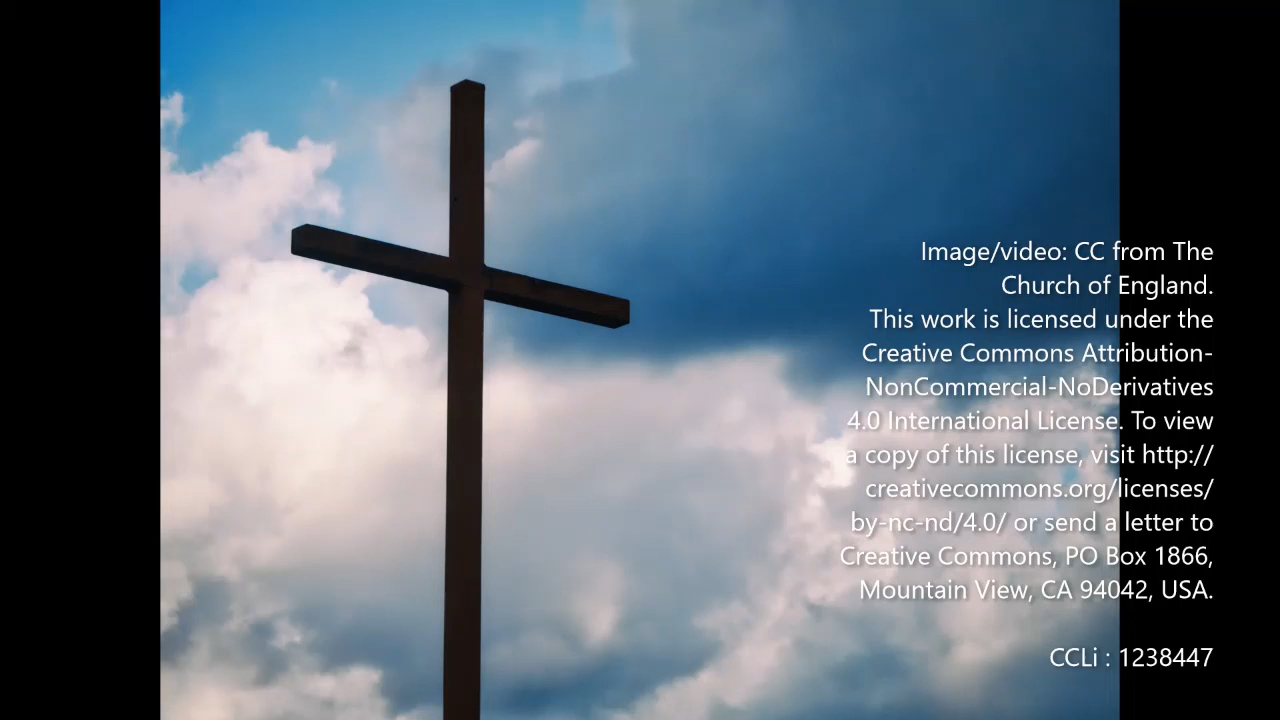 Image/video: CC from The
Church of England.
This work is licensed under the
Creative Commons Attribution-
NonCommercial-NoDerivatives
4.0 International License. To view
a copy of this license, visit http://
creativecommons.org/licenses/
by-nc-nd/4.0/ or send a letter to
Creative Commons, PO Box 1866,
Mountain View, CA 94042, USA.
CCLi : 1238447